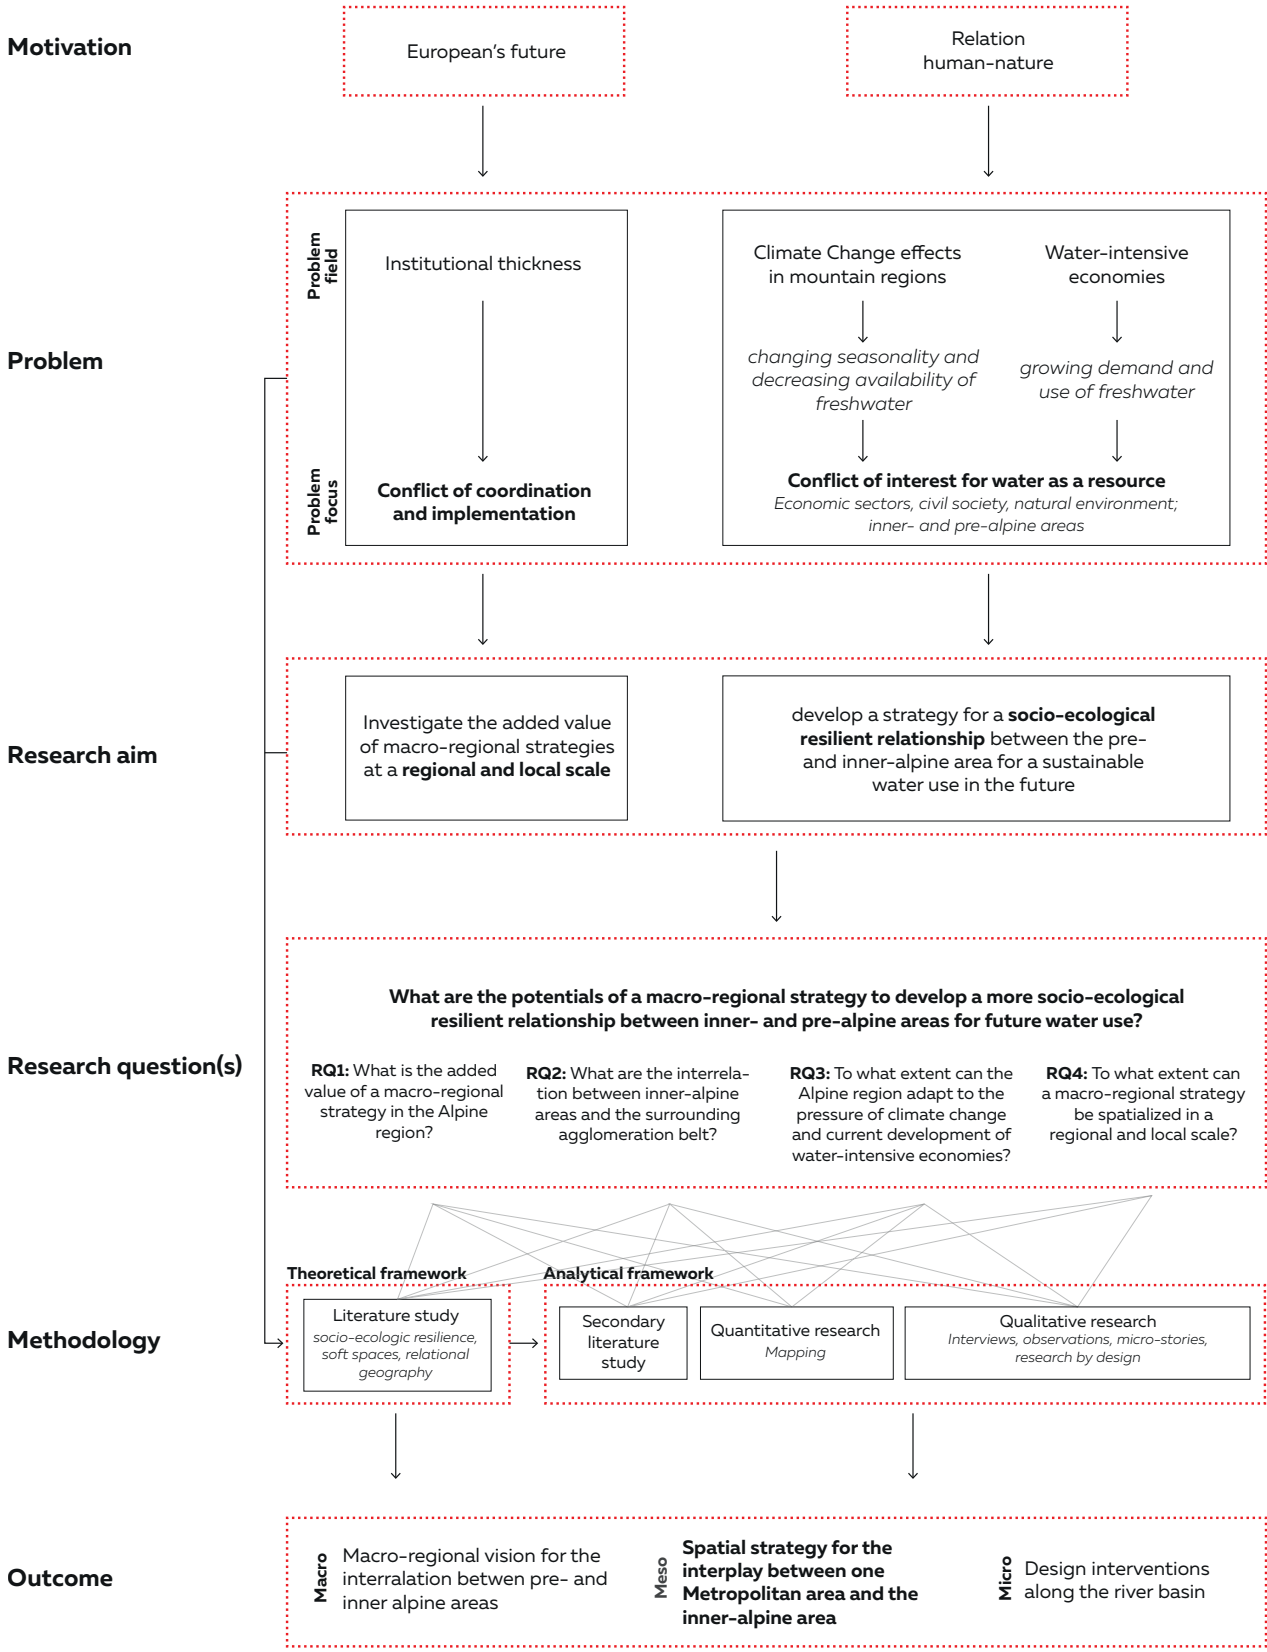 Motivation
European’s future
Relation
human-nature
Problem
Problem
field
Institutional thickness
Climate Change effects
in mountain regions
Water-intensive
economies
changing seasonality and
decreasing availability of
freshwater
growing demand and
use of freshwater
Problem
focus
Conflict of coordination
and implementation
Conflict of interest for water as a resource
Economic sectors, civil society, natural environment;
inner- and pre-alpine areas
Research aim
Investigate the added value
of macro-regional strategies
at a regional and local scale
develop a strategy for a socio-ecological
resilient relationship between the pre-
and inner-alpine area for a sustainable
water use in the future
Research question(s)
What are the potentials of a macro-regional strategy to develop a more socio-ecological
resilient relationship between inner- and pre-alpine areas for future water use?
RQ1: What is the added
value of a macro-regional
strategy in the Alpine
region?
RQ2: What are the interrela-
tion between inner-alpine
areas and the surrounding
agglomeration belt?
RQ3: To what extent can the
Alpine region adapt to the
pressure of climate change
and current development of
water-intensive economies?
RQ4: To what extent can
a macro-regional strategy
be spatialized in a
regional and local scale?
Methodology
Theoretical framework
Literature study
socio-ecologic resilience,
soft spaces, relational
geography
Analytical framework
Secondary
literature
study
Quantitative research
Mapping
Qualitative research
Interviews, observations, micro-stories,
research by design
Outcome
Macro
Macro-regional vision for the
interralation betwen pre- and
inner alpine areas
Meso
Spatial strategy for the
interplay between one
Metropolitan area and the
inner-alpine area
Micro
Design interventions
along the river basin